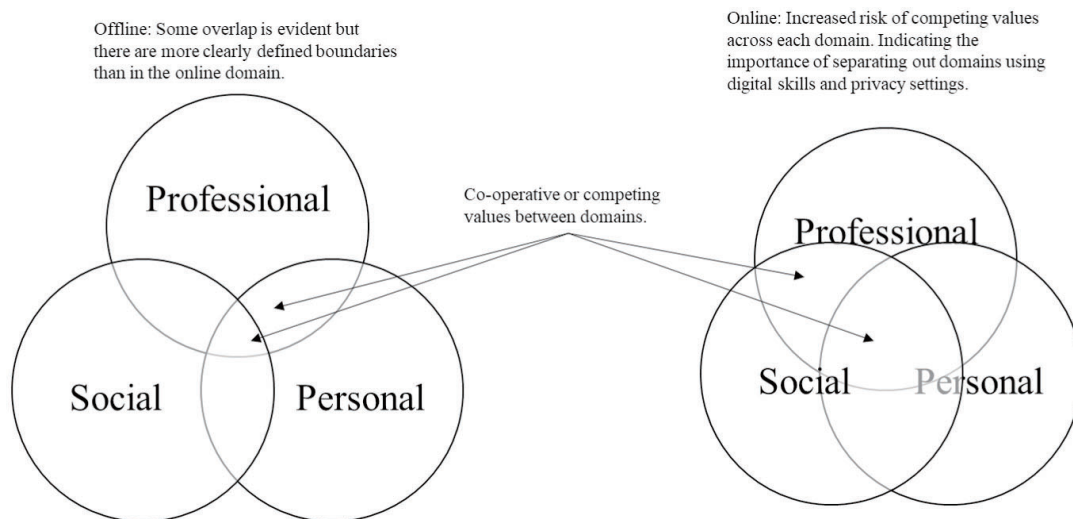 Offline: Some overlap is evident but
there are more clearly defined boundaries
than in the online domain.
Online: Increased risk of competing values
across each domain. Indicating the
importance of separating out domains using
digital skills and privacy settings.
Professional
Co-operative or competing
values between domains.
Professional
Social
Personal
Social
Personal